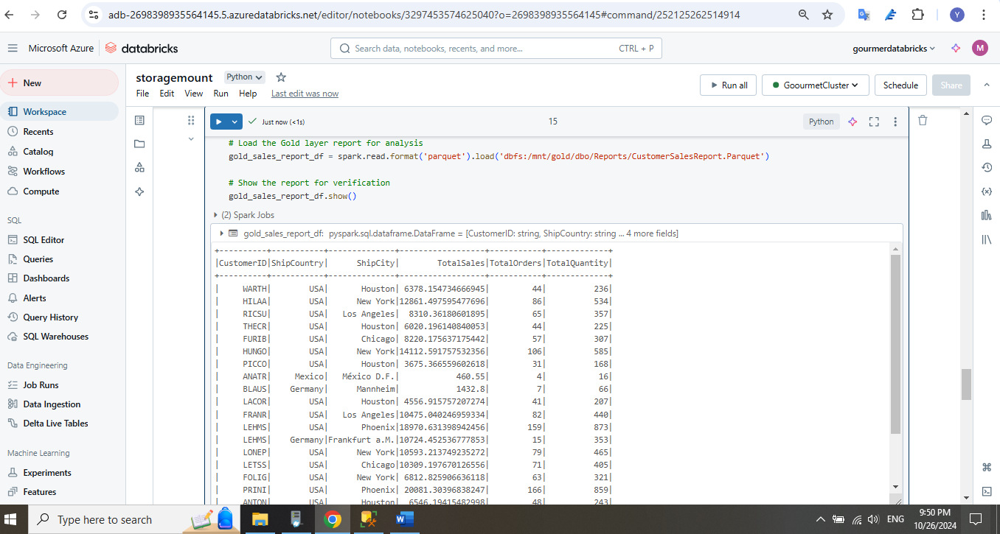 adb-2698398935564145.5.azuredatabricks.net/editor/notebooks/3297453574625040?o=2698398935564145#command/252125262514914
Y
Microsoft Azure databricks
Search data, notebooks, recents, and more... CTRL + P
gourmerdatabricks
M
New
Workspace
Recents
Catalog
Workflows
Compute
SQL
SQL Editor
Queries
Dashboards
Alerts
Query History
SQL Warehouses
Data Engineering
Job Runs
Data Ingestion
Delta Live Tables
Machine Learning
Experiments
Features
storagemount Python
File Edit View Run Help Last edit was now
Run all GoourmetCluster Schedule Share
Just now (<1s) 15 Python
# Load the Gold layer report for analysis
gold_sales_report_df = spark.read.format('parquet').load('dbfs:/mnt/gold/dbo/Reports/CustomerSalesReport.Parquet')
# Show the report for verification
gold_sales_report_df.show()
(2) Spark Jobs
gold_sales_report_df: pyspark.sql.dataframe.DataFrame = [CustomerID: string, ShipCountry: string ... 4 more fields]
+----------+-----------+--------------+------------------+-----------+-------------+
|CustomerID|ShipCountry|      ShipCity|        TotalSales|TotalOrders|TotalQuantity|
+----------+-----------+--------------+------------------+-----------+-------------+
|     WARTH|        USA|       Houston| 6378.154734666945|         44|          236|
|     HILAA|        USA|      New York|12861.497595477696|         86|          534|
|     RICSU|        USA|   Los Angeles|  8310.36180601895|         65|          357|
|     THECR|        USA|       Houston| 6020.196140840053|         44|          225|
|     FURIB|        USA|       Chicago| 8220.175637175442|         57|          307|
|     HUNGO|        USA|      New York|14112.591757532356|        106|          585|
|     PICCO|        USA|       Houston| 3675.366559602618|         31|          168|
|     ANATR|     Mexico|   México D.F.|            460.55|          4|           16|
|     BLAUS|    Germany|      Mannheim|            1432.8|          7|           66|
|     LACOR|        USA|       Houston| 4556.915757207274|         41|          207|
|     FRANR|        USA|   Los Angeles|10475.040246959334|         82|          440|
|     LEHMS|        USA|       Phoenix|18970.631398942456|        159|          873|
|     LEHMS|    Germany|Frankfurt a.M.|10724.452536777853|         15|          353|
|     LONEP|        USA|      New York|10593.213749235272|         79|          465|
|     LETSS|        USA|       Chicago|10309.197670126556|         71|          405|
|     FOLIG|        USA|      New York| 6812.825906636118|         63|          321|
|     PRINI|        USA|       Phoenix| 20081.30396838247|        166|          859|
|     ANTON|        USA|       Houston|  6546.19415482998|         48|          243|
Type here to search
ENG
9:50 PM
10/26/2024